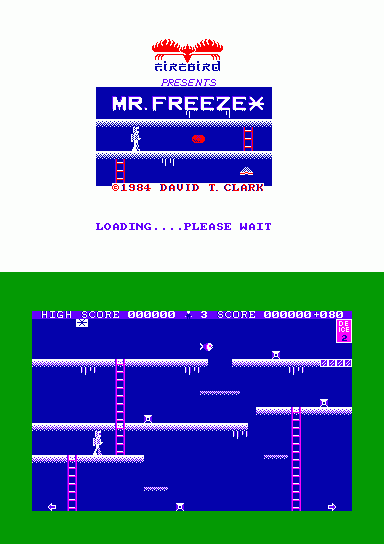 FIREBIRD
PRESENTS
MR. FREEZE
©1984 DAVID T. CLARK
LOADING....PLEASE WAIT
HIGH SCORE 000000 3 SCORE 000000+080
DE
ICE
2